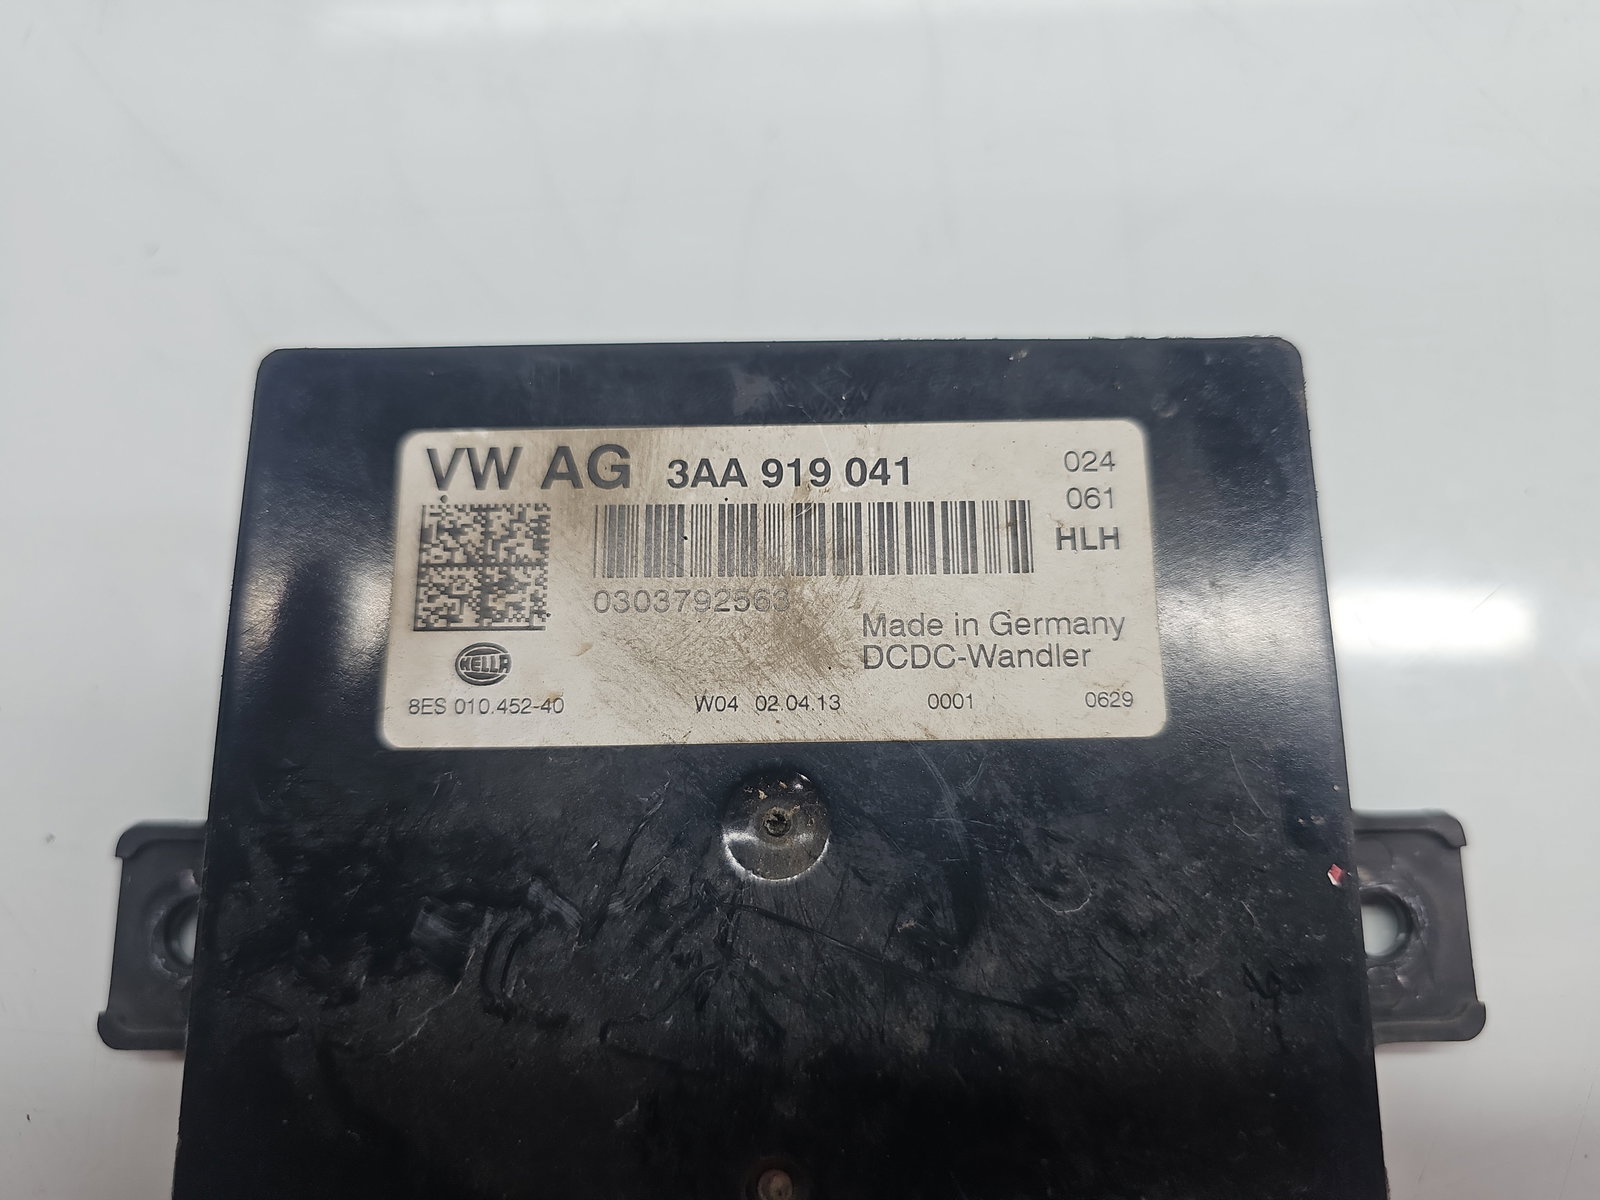 VW AG 3AA 919 041
024
061
HLH
0303792563
Made in Germany
DCDC-Wandler
HELLA
8ES 010.452-40 W04 02.04.13 0001 0629